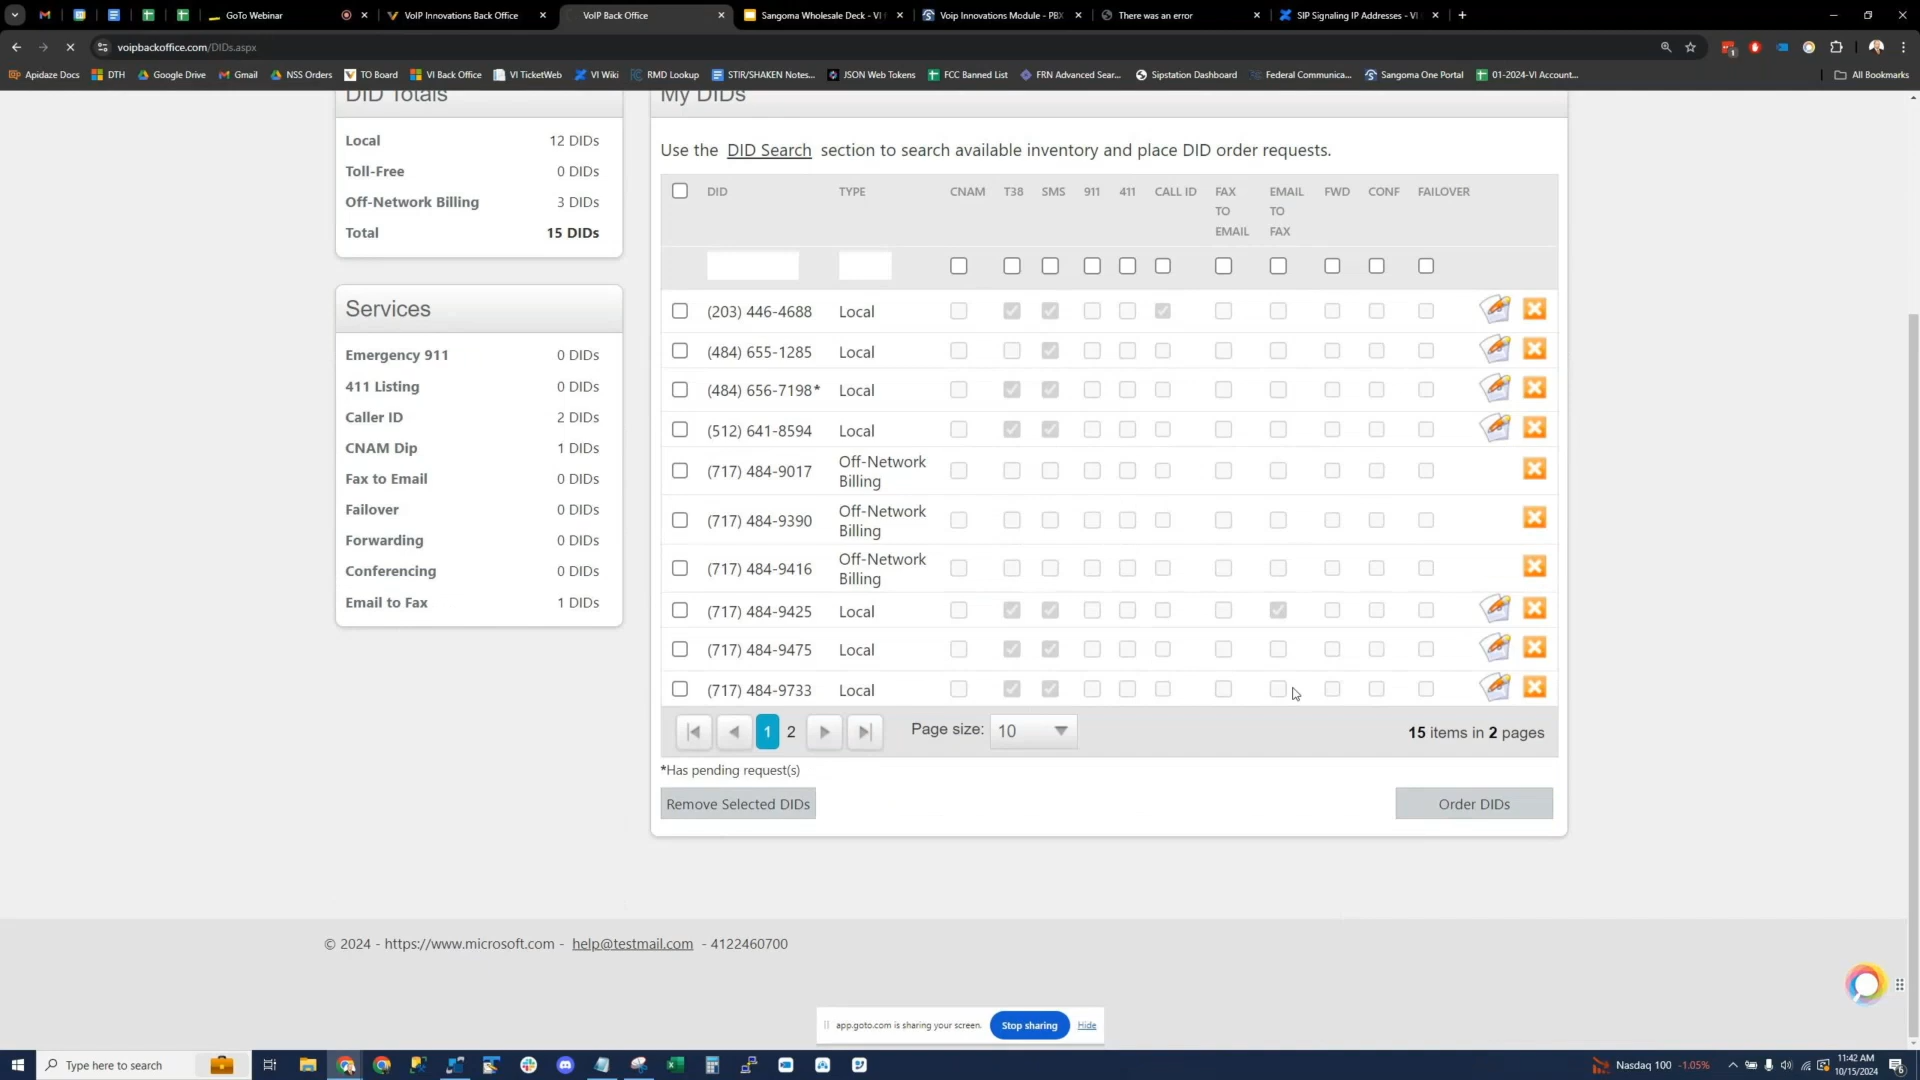 GoTo Webinar
VoIP Innovations Back Office
VoIP Back Office
Sangoma Wholesale Deck - VI
Voip Innovations Module - PBX
There was an error
SIP Signaling IP Addresses - VI
voipbackoffice.com/DIDs.aspx
Apidaze Docs
DTH
Google Drive
Gmail
NSS Orders
TO Board
VI Back Office
VI TicketWeb
VI Wiki
RMD Lookup
STIR/SHAKEN Notes...
JSON Web Tokens
FCC Banned List
FRN Advanced Sear...
Sipstation Dashboard
Federal Communica...
Sangoma One Portal
01-2024-VI Account...
All Bookmarks
DID Totals
Local 12 DIDs
Toll-Free 0 DIDs
Off-Network Billing 3 DIDs
Total 15 DIDs
Services
Emergency 911 0 DIDs
411 Listing 0 DIDs
Caller ID 2 DIDs
CNAM Dip 1 DIDs
Fax to Email 0 DIDs
Failover 0 DIDs
Forwarding 0 DIDs
Conferencing 0 DIDs
Email to Fax 1 DIDs
My DIDs
Use the DID Search section to search available inventory and place DID order requests.
DID TYPE CNAM T38 SMS 911 411 CALL ID FAX TO EMAIL EMAIL TO FAX FWD CONF FAILOVER
(203) 446-4688 Local
(484) 655-1285 Local
(484) 656-7198* Local
(512) 641-8594 Local
(717) 484-9017 Off-Network Billing
(717) 484-9390 Off-Network Billing
(717) 484-9416 Off-Network Billing
(717) 484-9425 Local
(717) 484-9475 Local
(717) 484-9733 Local
1 2 Page size: 10 15 items in 2 pages
*Has pending request(s)
Remove Selected DIDs Order DIDs
© 2024 - https://www.microsoft.com - help@testmail.com - 4122460700
app.goto.com is sharing your screen. Stop sharing Hide
Type here to search
Nasdaq 100 -1.05%
11:42 AM
10/15/2024